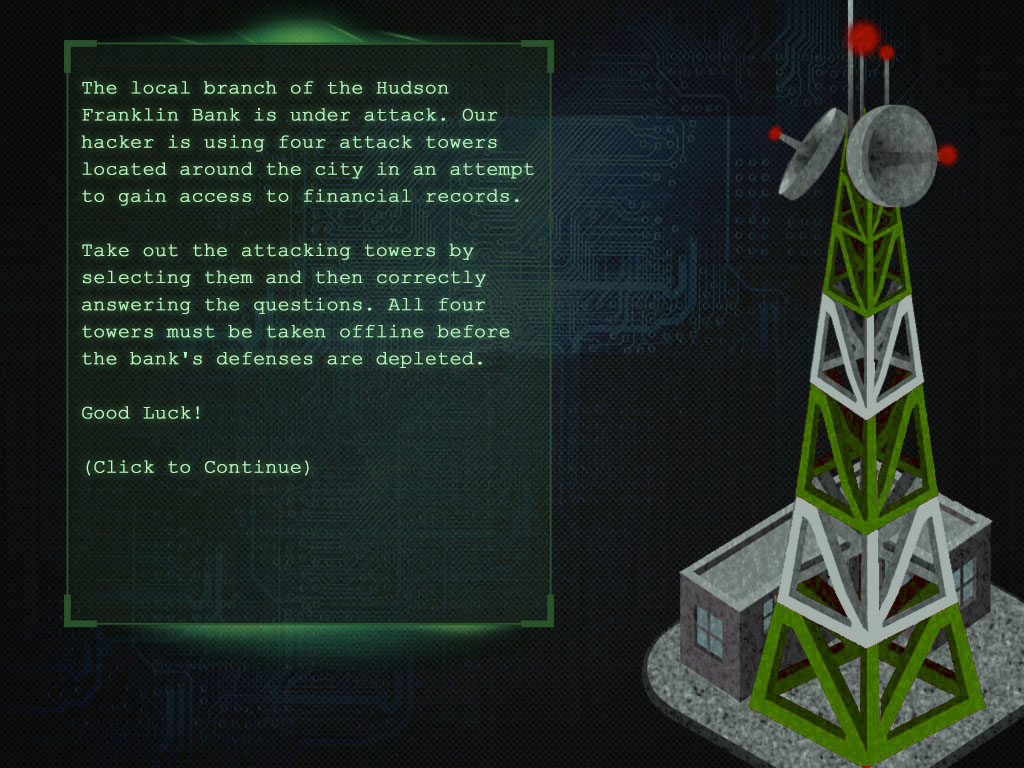 The local branch of the Hudson
Franklin Bank is under attack. Our
hacker is using four attack towers
located around the city in an attempt
to gain access to financial records.
Take out the attacking towers by
selecting them and then correctly
answering the questions. All four
towers must be taken offline before
the bank's defenses are depleted.
Good Luck!
(Click to Continue)